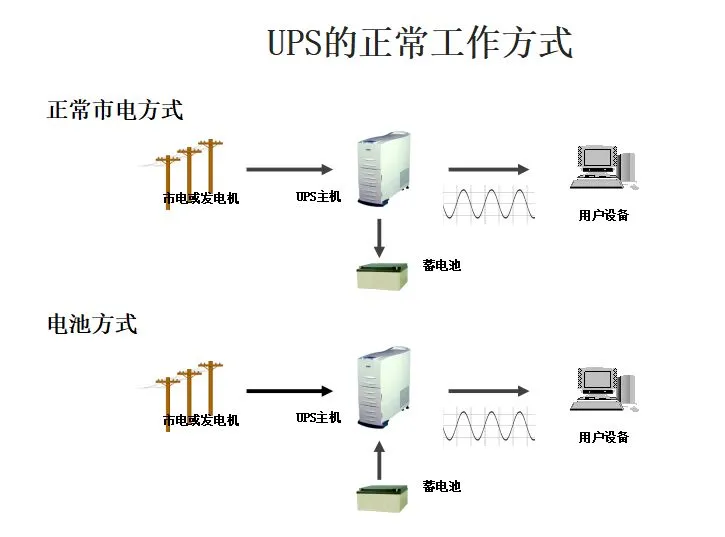 UPS的正常工作方式
正常市电方式
市电或发电机
UPS主机
用户设备
蓄电池
电池方式
市电或发电机
UPS主机
用户设备
蓄电池